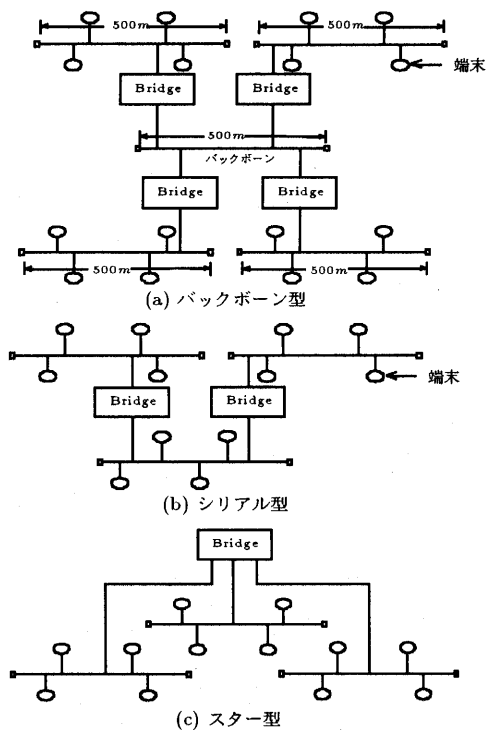 500m 500m
端末
Bridge Bridge
500m
バックボーン
Bridge Bridge
500m 500m
(a) バックボーン型
端末
Bridge Bridge
(b) シリアル型
Bridge
(c) スター型